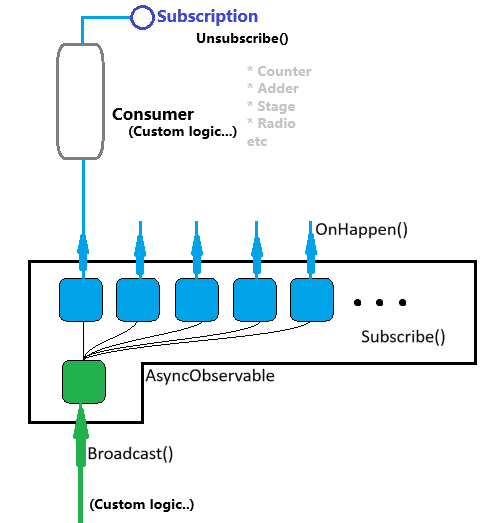 Subscription
Unsubscribe()
* Counter
* Adder
* Stage
* Radio
etc
Consumer
(Custom logic...)
OnHappen()
Subscribe()
AsyncObservable
Broadcast()
(Custom logic..)